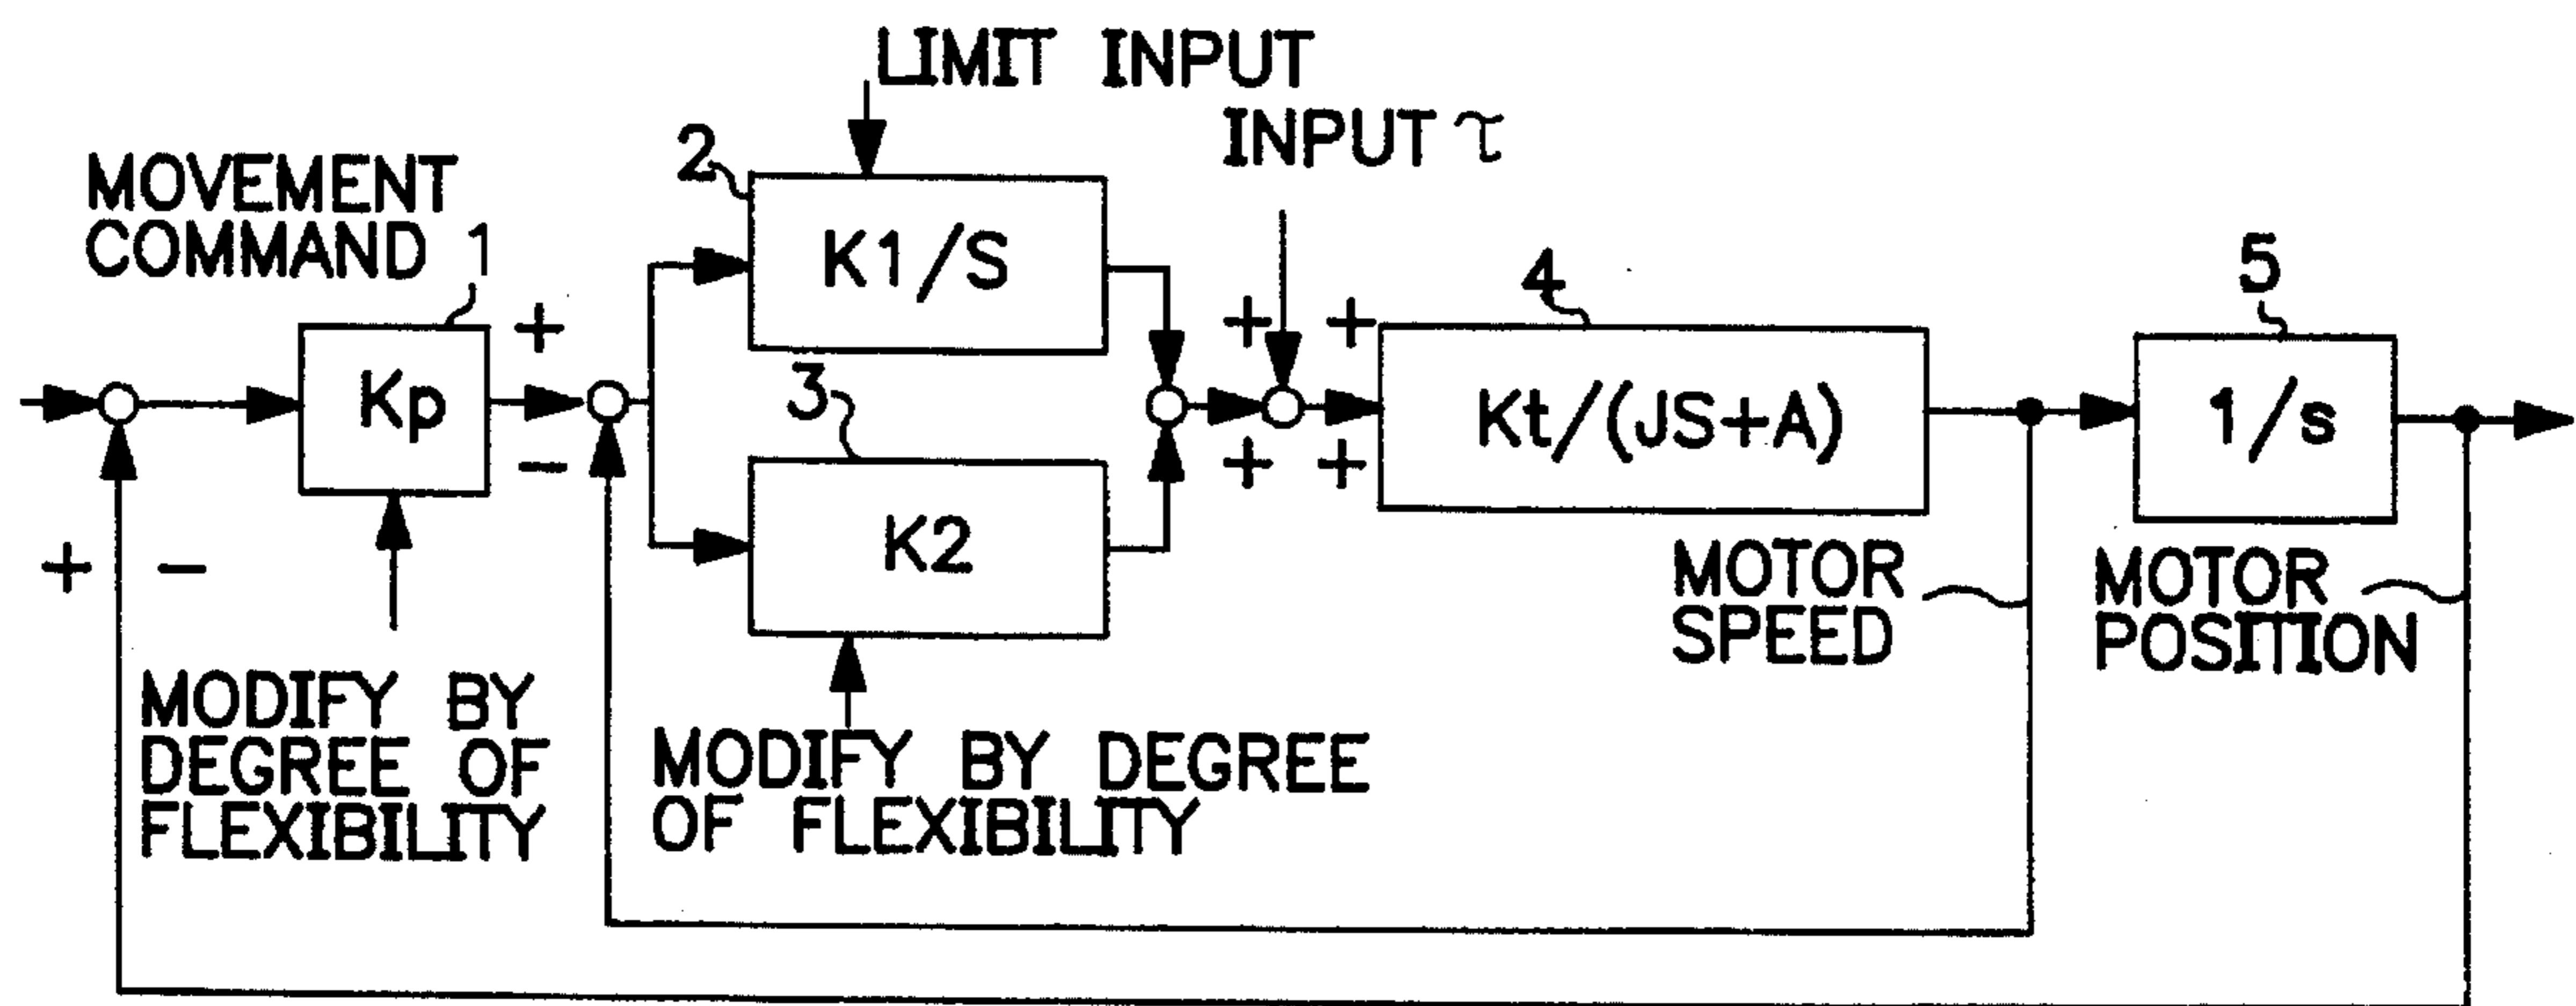 LIMIT INPUT
INPUT τ
MOVEMENT
COMMAND
1
2
K1/S
3
K2
4
Kt/(JS+A)
5
1/s
Kp
+
−
+
−
+
+
+
+
MODIFY BY
DEGREE OF
FLEXIBILITY
MODIFY BY DEGREE
OF FLEXIBILITY
MOTOR
SPEED
MOTOR
POSITION